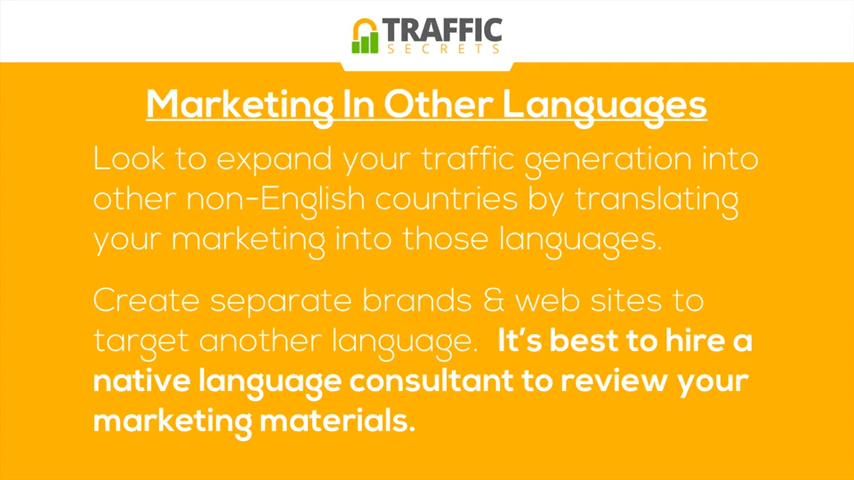 TRAFFIC
SECRETS
Marketing In Other Languages
Look to expand your traffic generation into
other non-English countries by translating
your marketing into those languages.
Create separate brands & web sites to
target another language. It's best to hire a
native language consultant to review your
marketing materials.